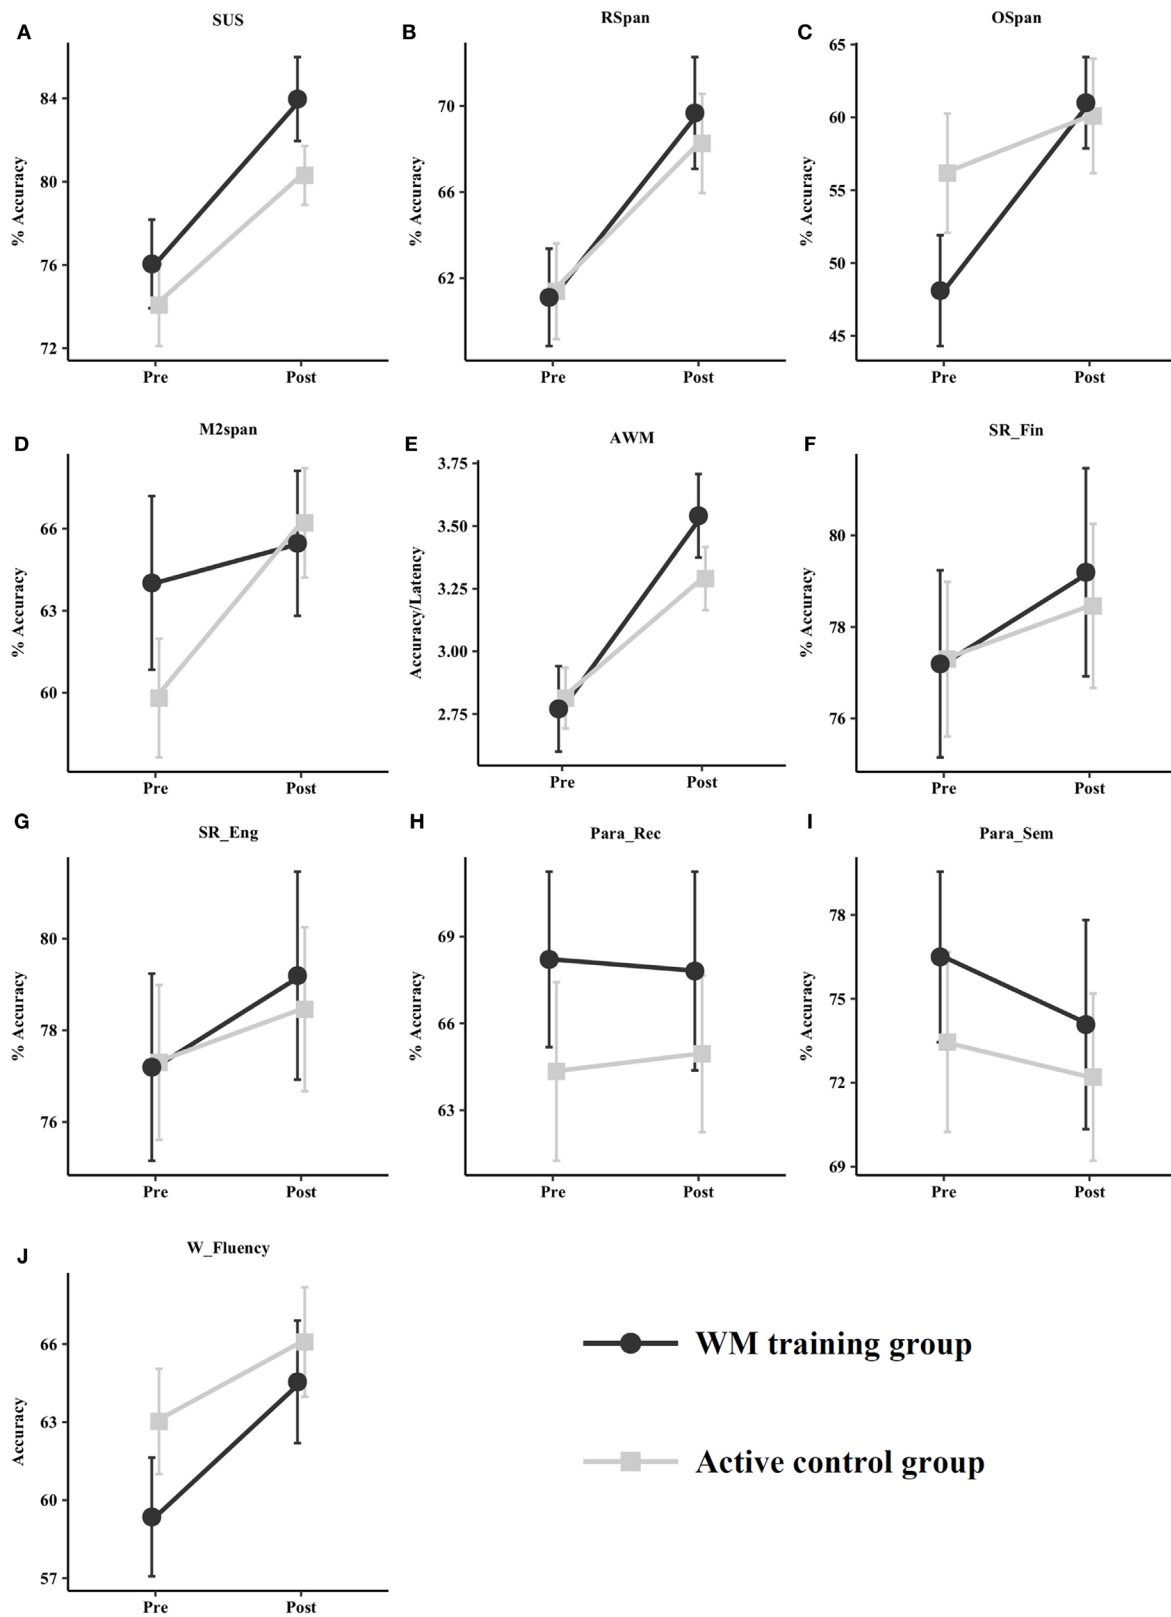 A
SUS
% Accuracy
84
80
76
72
Pre Post
B
RSpan
% Accuracy
70
66
62
Pre Post
C
OSpan
% Accuracy
65
60
55
50
45
Pre Post
D
M2span
% Accuracy
66
63
60
Pre Post
E
AWM
Accuracy/Latency
3.75
3.50
3.25
3.00
2.75
Pre Post
F
SR_Fin
% Accuracy
80
78
76
Pre Post
G
SR_Eng
% Accuracy
80
78
76
Pre Post
H
Para_Rec
% Accuracy
69
66
63
Pre Post
I
Para_Sem
% Accuracy
78
75
72
69
Pre Post
J
W_Fluency
Accuracy
66
63
60
57
Pre Post
WM training group
Active control group